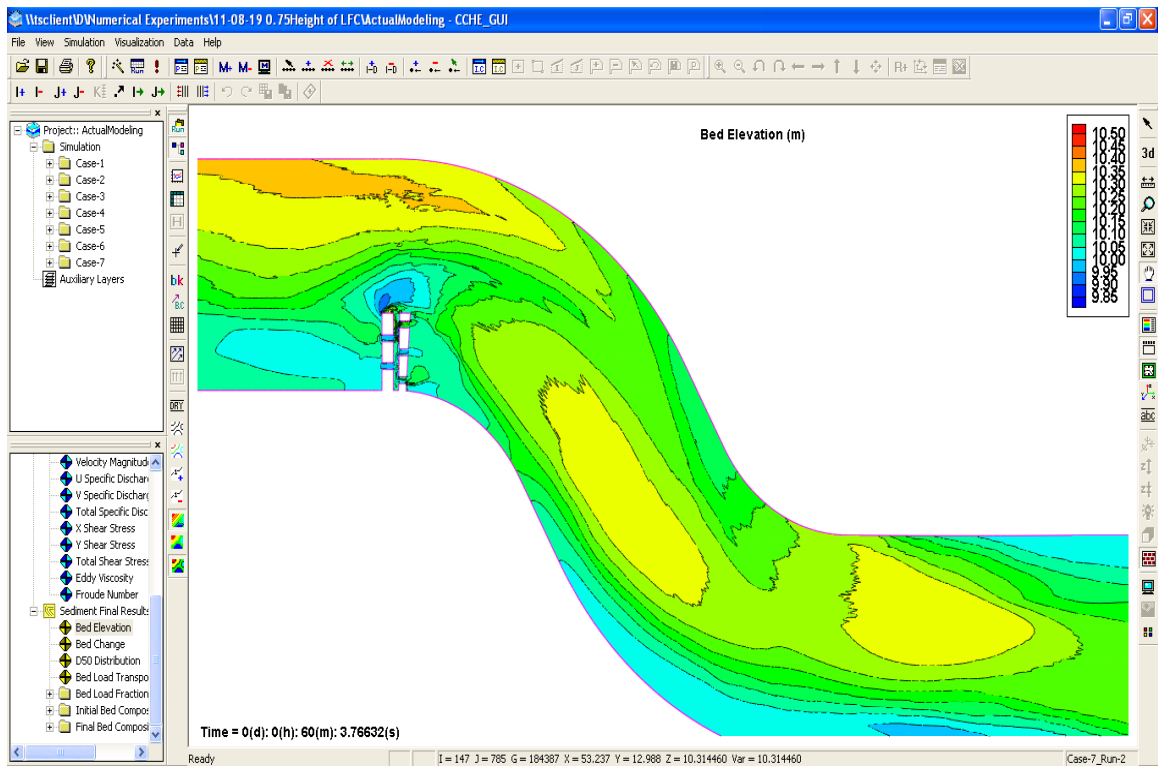 \\tsclient\D\Numerical Experiments\11-08-19 0.75Height of LFC\ActualModeling - CCHE_GUI
File View Simulation Visualization Data Help
Project:: ActualModeling
Simulation
Case-1
Case-2
Case-3
Case-4
Case-5
Case-6
Case-7
Auxiliary Layers
Velocity Magnitud
U Specific Dischar
V Specific Discharg
Total Specific Disc
X Shear Stress
Y Shear Stress
Total Shear Stress
Eddy Viscosity
Froude Number
Sediment Final Results
Bed Elevation
Bed Change
D50 Distribution
Bed Load Transpo
Bed Load Fraction
Initial Bed Compos
Final Bed Composi
Run
bk
B.C
DRY
Bed Elevation (m)
10.50
10.45
10.40
10.35
10.30
10.25
10.20
10.15
10.10
10.05
10.00
9.95
9.90
9.85
3d
abc
Time = 0(d): 0(h): 60(m): 3.76632(s)
Ready
I = 147 J = 785 G = 184387 X = 53.237 Y = 12.988 Z = 10.314460 Var = 10.314460
Case-7_Run-2